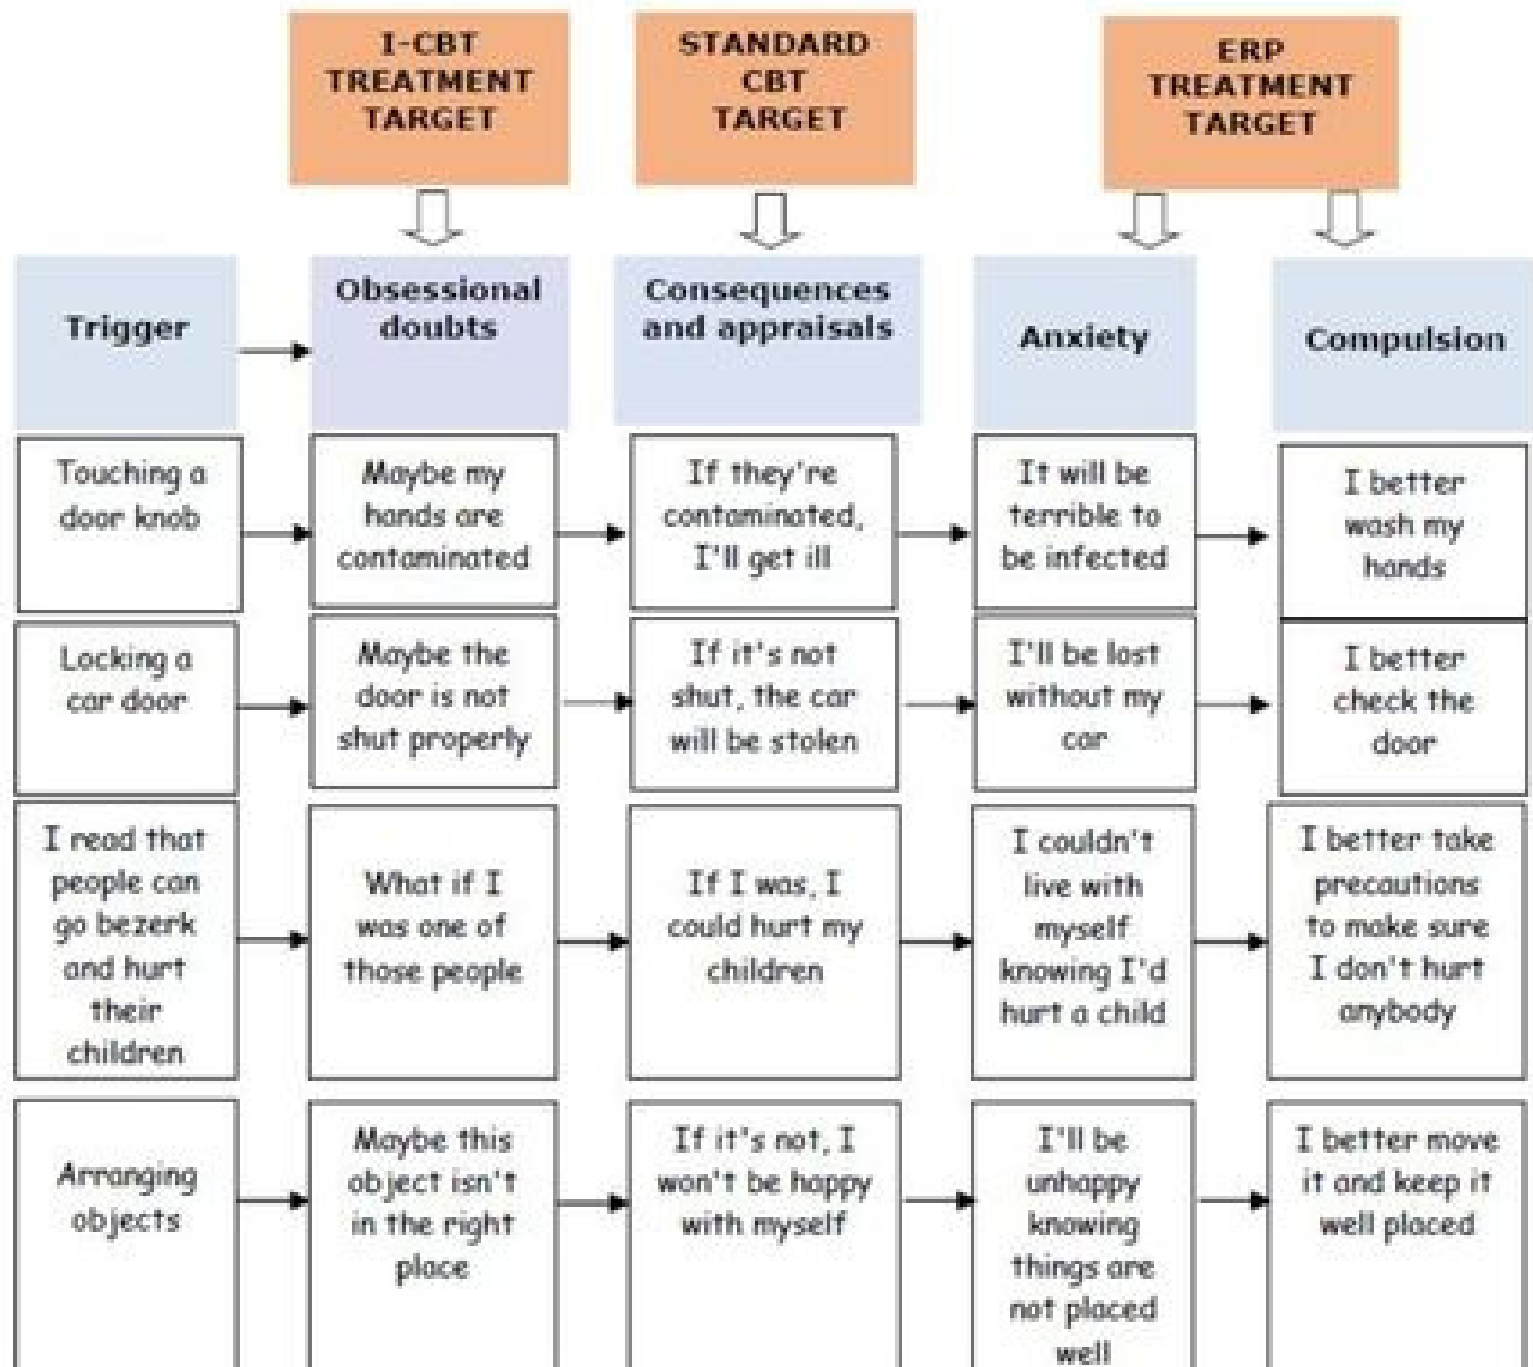 I-CBT
TREATMENT
TARGET
STANDARD
CBT
TARGET
ERP
TREATMENT
TARGET
Trigger
Obsessional
doubts
Consequences
and appraisals
Anxiety
Compulsion
Touching a
door knob
Maybe my
hands are
contaminated
If they're
contaminated,
I'll get ill
It will be
terrible to
be infected
I better
wash my
hands
Locking a
car door
Maybe the
door is not
shut properly
If it's not
shut, the car
will be stolen
I'll be lost
without my
car
I better
check the
door
I read that
people can
go bezerk
and hurt
their
children
What if I
was one of
those people
If I was, I
could hurt my
children
I couldn't
live with
myself
knowing I'd
hurt a child
I better take
precautions
to make sure
I don't hurt
anybody
Arranging
objects
Maybe this
object isn't
in the right
place
If it's not, I
won't be happy
with myself
I'll be
unhappy
knowing
things are
not placed
well
I better move
it and keep it
well placed